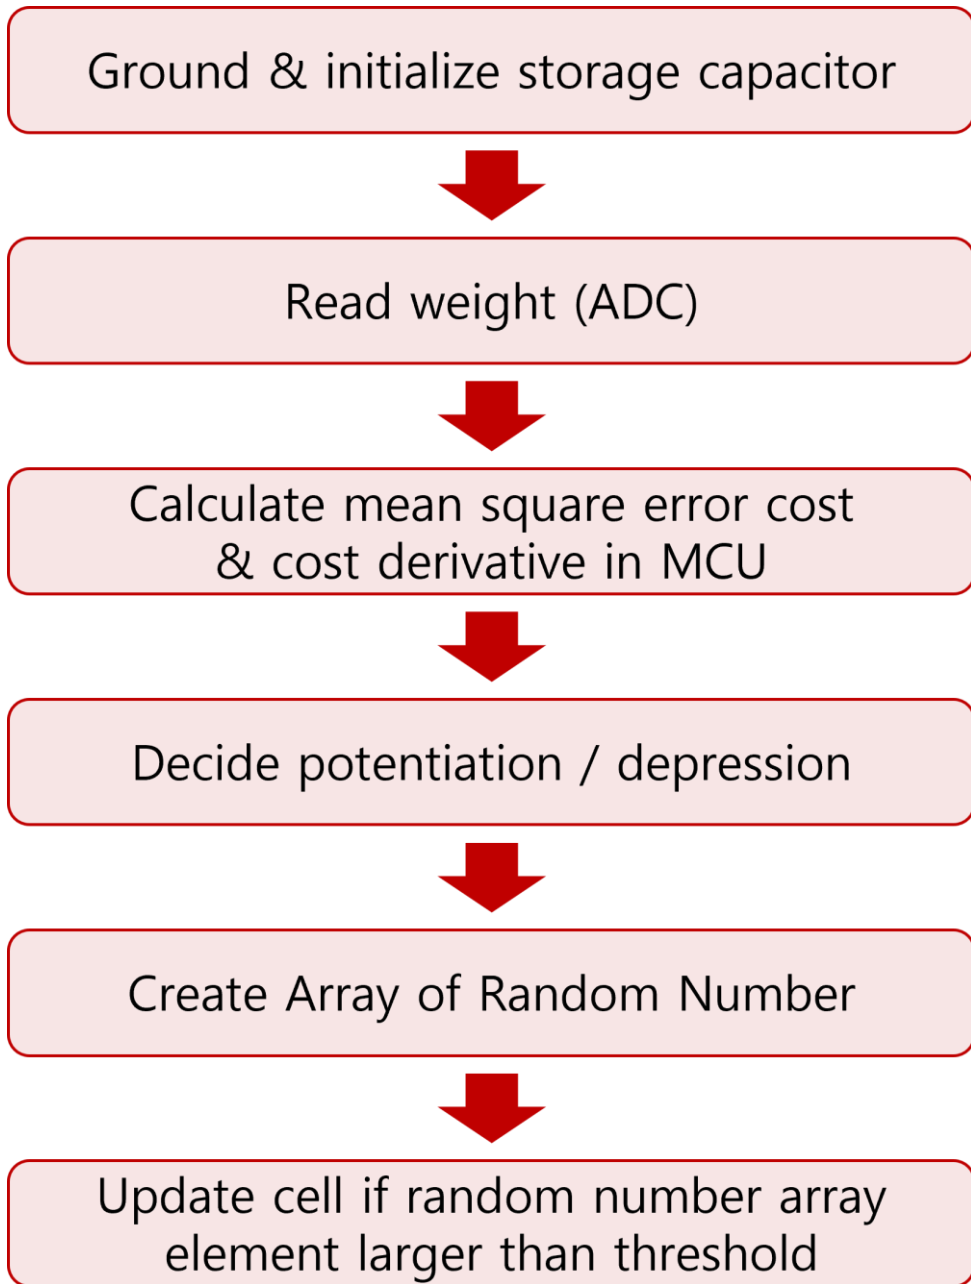 Ground & initialize storage capacitor
Read weight (ADC)
Calculate mean square error cost
& cost derivative in MCU
Decide potentiation / depression
Create Array of Random Number
Update cell if random number array
element larger than threshold